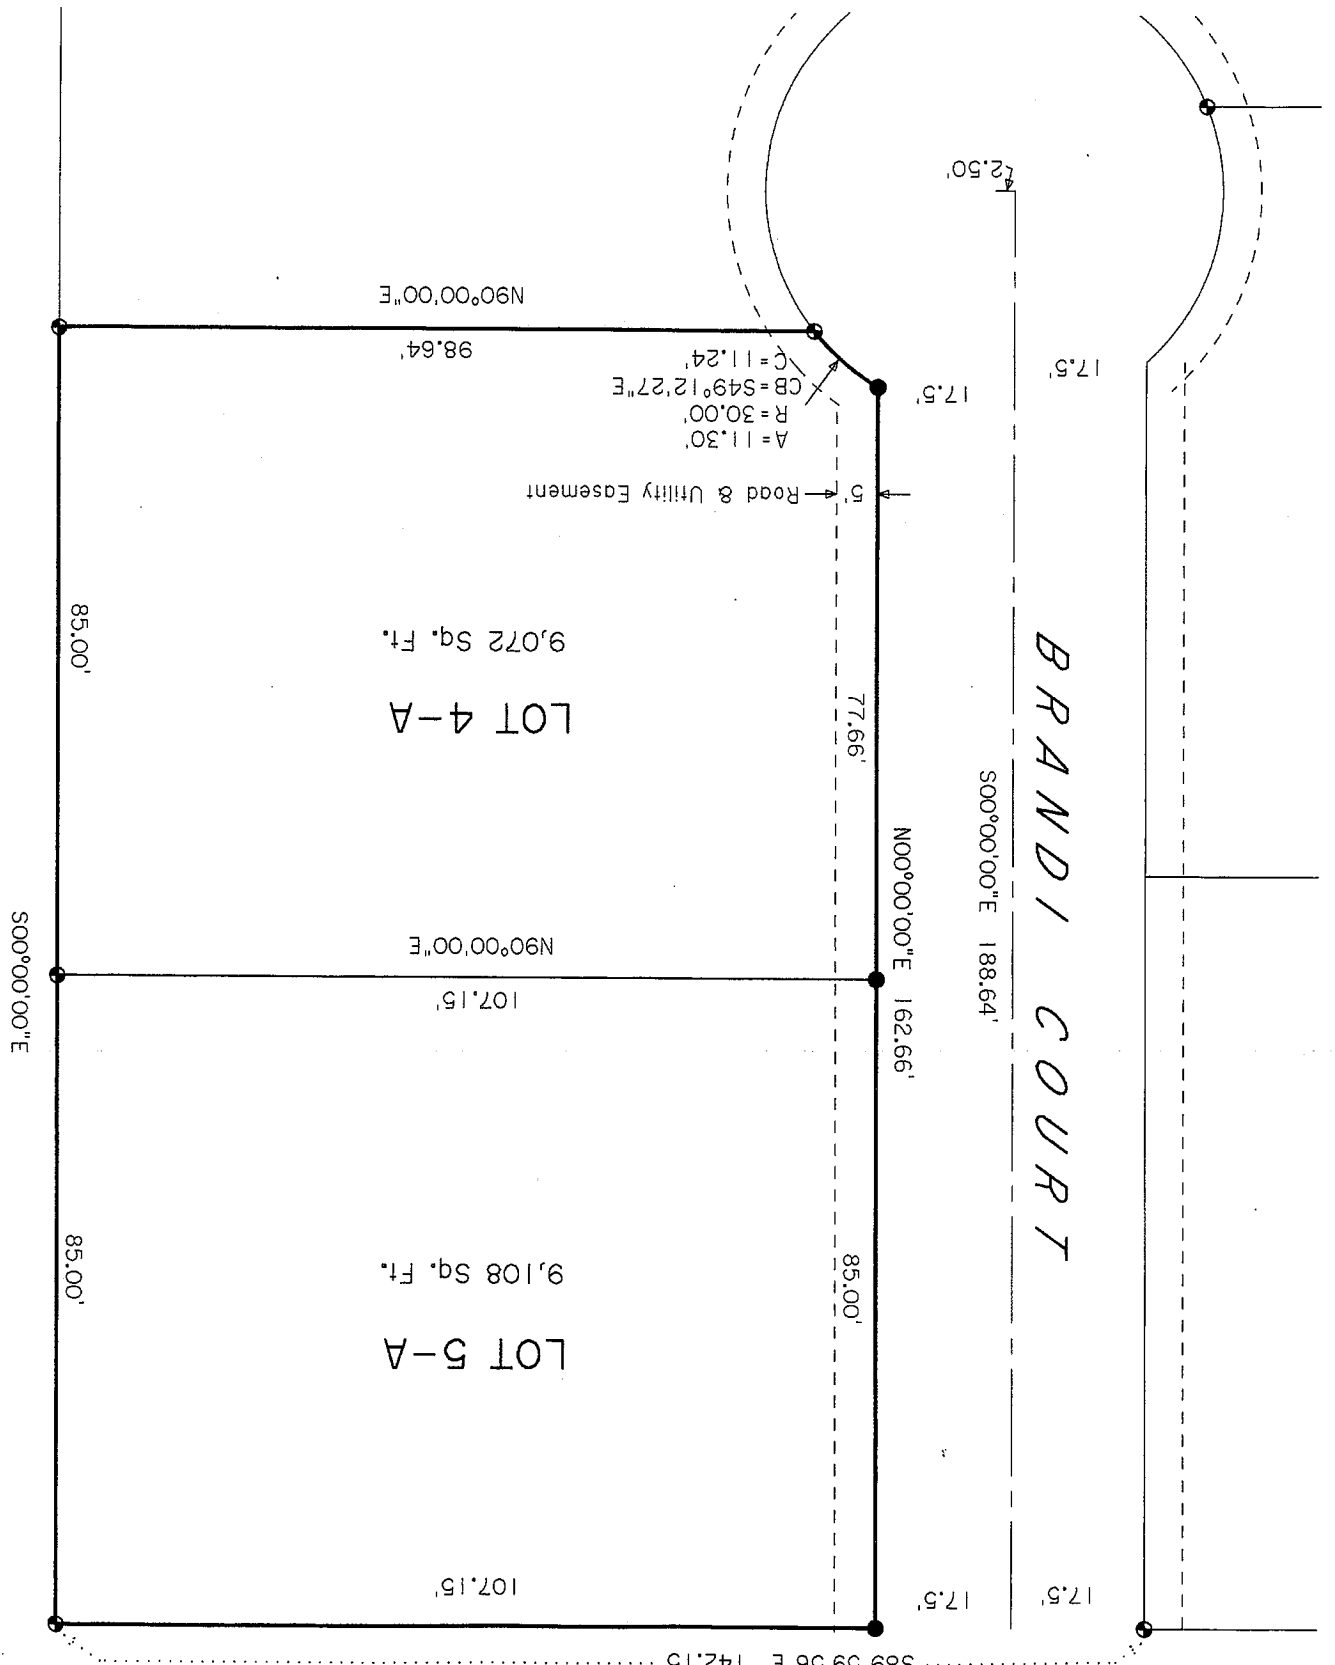 S89°59'56"E 142.15'
107.15'
17.5'
17.5'
LOT 5-A
9,108 Sq. Ft.
85.00'
85.00'
107.15'
N90°00'00"E
S00°00'00"E
N00°00'00"E 162.66'
S00°00'00"E 188.64'
BRANDI COURT
LOT 4-A
9,072 Sq. Ft.
77.66'
85.00'
5'
Road & Utility Easement
A=11.30'
R=30.00'
CB=S49°12'27"E
C=11.24'
17.5'
17.5'
98.64'
N90°00'00"E
2.50'